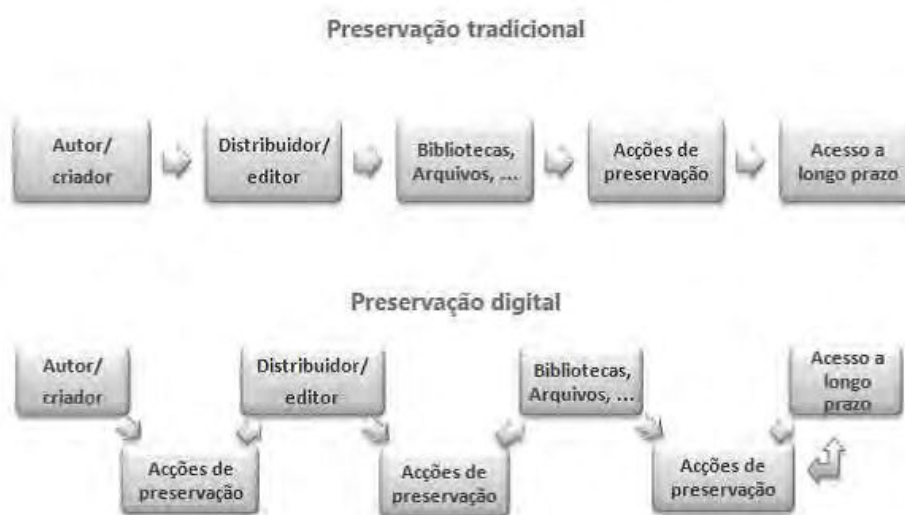 Preservação tradicional
Autor/
criador
Distribuidor/
editor
Bibliotecas,
Arquivos, ...
Acções de
preservação
Acesso a
longo prazo
Preservação digital
Autor/
criador
Distribuidor/
editor
Bibliotecas,
Arquivos, ...
Acesso a
longo
prazo
Acções de
preservação
Acções de
preservação
Acções de
preservação